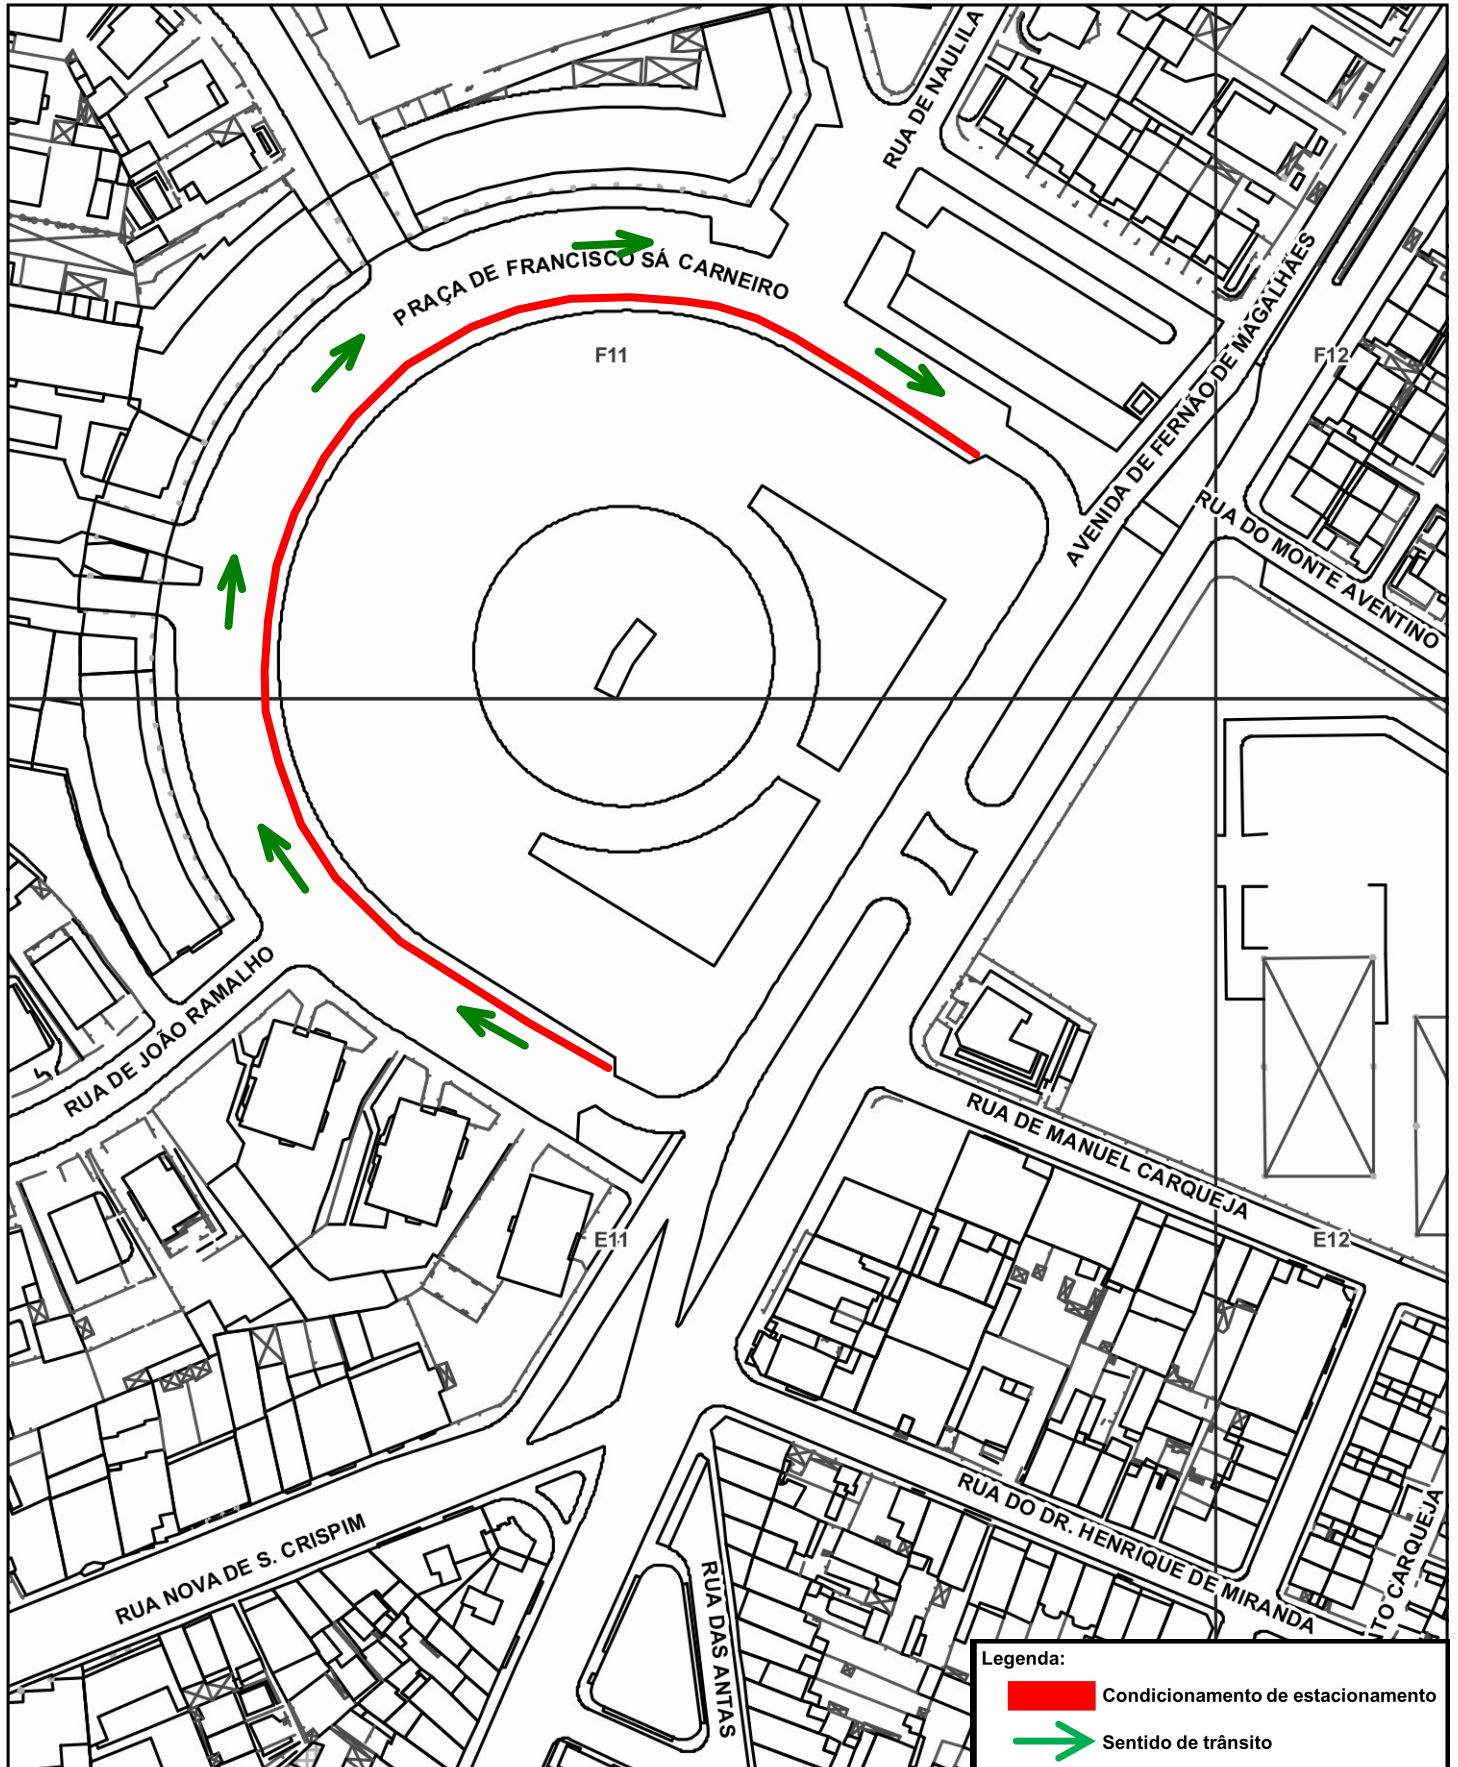 RUA DE NAULILA
PRAÇA DE FRANCISCO SÁ CARNEIRO
AVENIDA DE FERNÃO DE MAGALHÃES
F11
F12
RUA DO MONTE AVENTINO
RUA DE JOÃO RAMALHO
RUA DE MANUEL CARQUEJA
E11
E12
RUA NOVA DE S. CRISPIM
RUA DO DR. HENRIQUE DE MIRANDA
RUA DAS ANTAS
CARQUEJA
Legenda:
Condicionamento de estacionamento
Sentido de trânsito